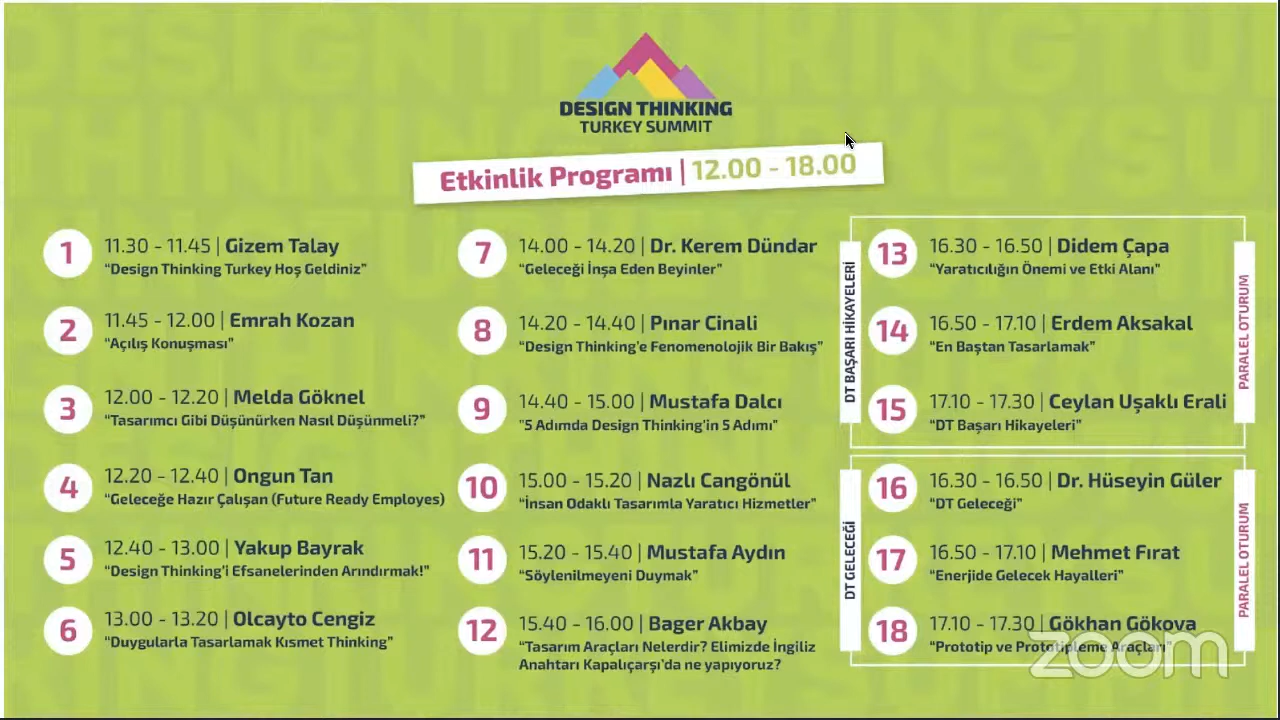 DESIGN THINKING
TURKEY SUMMIT
Etkinlik Programı | 12.00 - 18.00
1
11.30 - 11.45 | Gizem Talay
“Design Thinking Turkey Hoş Geldiniz”
2
11.45 - 12.00 | Emrah Kozan
“Açılış Konuşması”
3
12.00 - 12.20 | Melda Göknel
“Tasarımcı Gibi Düşünürken Nasıl Düşünmeli?”
4
12.20 - 12.40 | Ongun Tan
“Geleceğe Hazır Çalışan (Future Ready Employes)
5
12.40 - 13.00 | Yakup Bayrak
“Design Thinking’i Efsanelerinden Arındırmak!”
6
13.00 - 13.20 | Olcayto Cengiz
“Duygularla Tasarlamak Kısmet Thinking”
7
14.00 - 14.20 | Dr. Kerem Dündar
“Geleceği İnşa Eden Beyinler”
8
14.20 - 14.40 | Pınar Cinali
“Design Thinking’e Fenomenolojik Bir Bakış”
9
14.40 - 15.00 | Mustafa Dalcı
"5 Adımda Design Thinking’in 5 Adımı”
10
15.00 - 15.20 | Nazlı Cangönül
“İnsan Odaklı Tasarımla Yaratıcı Hizmetler”
11
15.20 - 15.40 | Mustafa Aydın
“Söylenilmeyeni Duymak”
12
15.40 - 16.00 | Bager Akbay
“Tasarım Araçları Nelerdir? Elimizde İngiliz
Anahtarı Kapalıçarşı’da ne yapıyoruz?
DT BAŞARI HİKAYELERİ
13
16.30 - 16.50 | Didem Çapa
“Yaratıcılığın Önemi ve Etki Alanı”
14
16.50 - 17.10 | Erdem Aksakal
“En Baştan Tasarlamak”
15
17.10 - 17.30 | Ceylan Uşaklı Erali
“DT Başarı Hikayeleri”
PARALEL OTURUM
DT GELECEĞİ
16
16.30 - 16.50 | Dr. Hüseyin Güler
“DT Geleceği”
17
16.50 - 17.10 | Mehmet Fırat
“Enerjide Gelecek Hayalleri”
18
17.10 - 17.30 | Gökhan Gökova
“Prototip ve Prototipleme Araçları”
PARALEL OTURUM
zoom